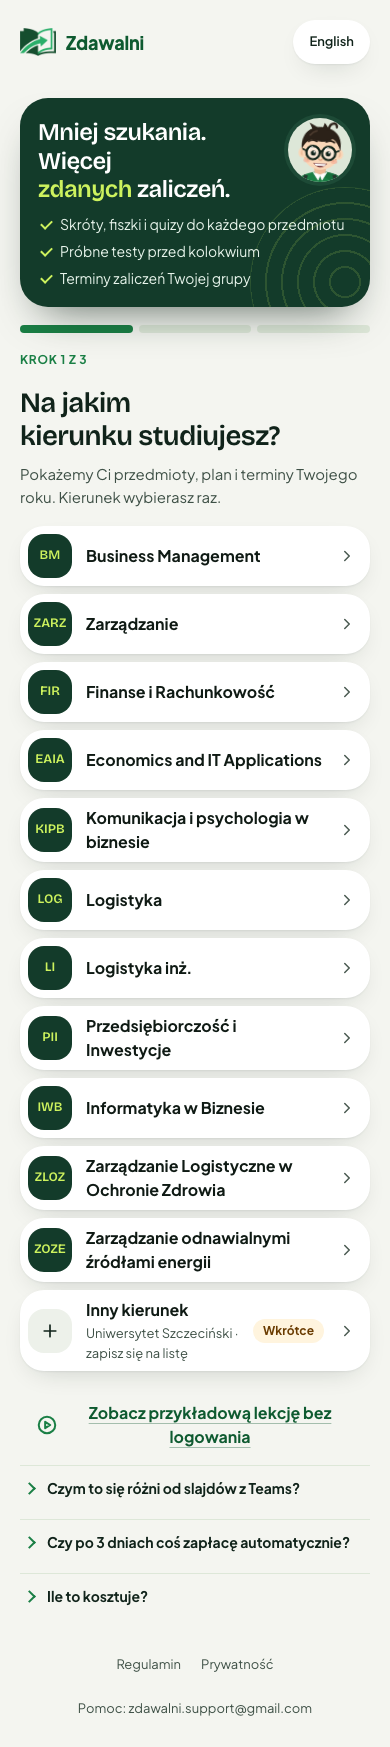 Zdawalni
English
Mniej szukania.
Więcej
zdanych zaliczeń.
Skróty, fiszki i quizy do każdego przedmiotu
Próbne testy przed kolokwium
Terminy zaliczeń Twojej grupy
KROK 1 Z 3
Na jakim
kierunku studiujesz?
Pokażemy Ci przedmioty, plan i terminy Twojego
roku. Kierunek wybierasz raz.
BM
Business Management
ZARZ
Zarządzanie
FIR
Finanse i Rachunkowość
EAIA
Economics and IT Applications
KIPB
Komunikacja i psychologia w
biznesie
LOG
Logistyka
LI
Logistyka inż.
PII
Przedsiębiorczość i
Inwestycje
IWB
Informatyka w Biznesie
ZLOZ
Zarządzanie Logistyczne w
Ochronie Zdrowia
ZOZE
Zarządzanie odnawialnymi
źródłami energii
Inny kierunek
Uniwersytet Szczeciński ·
zapisz się na listę
Wkrótce
Zobacz przykładową lekcję bez
logowania
Czym to się różni od slajdów z Teams?
Czy po 3 dniach coś zapłacę automatycznie?
Ile to kosztuje?
Regulamin Prywatność
Pomoc: zdawalni.support@gmail.com